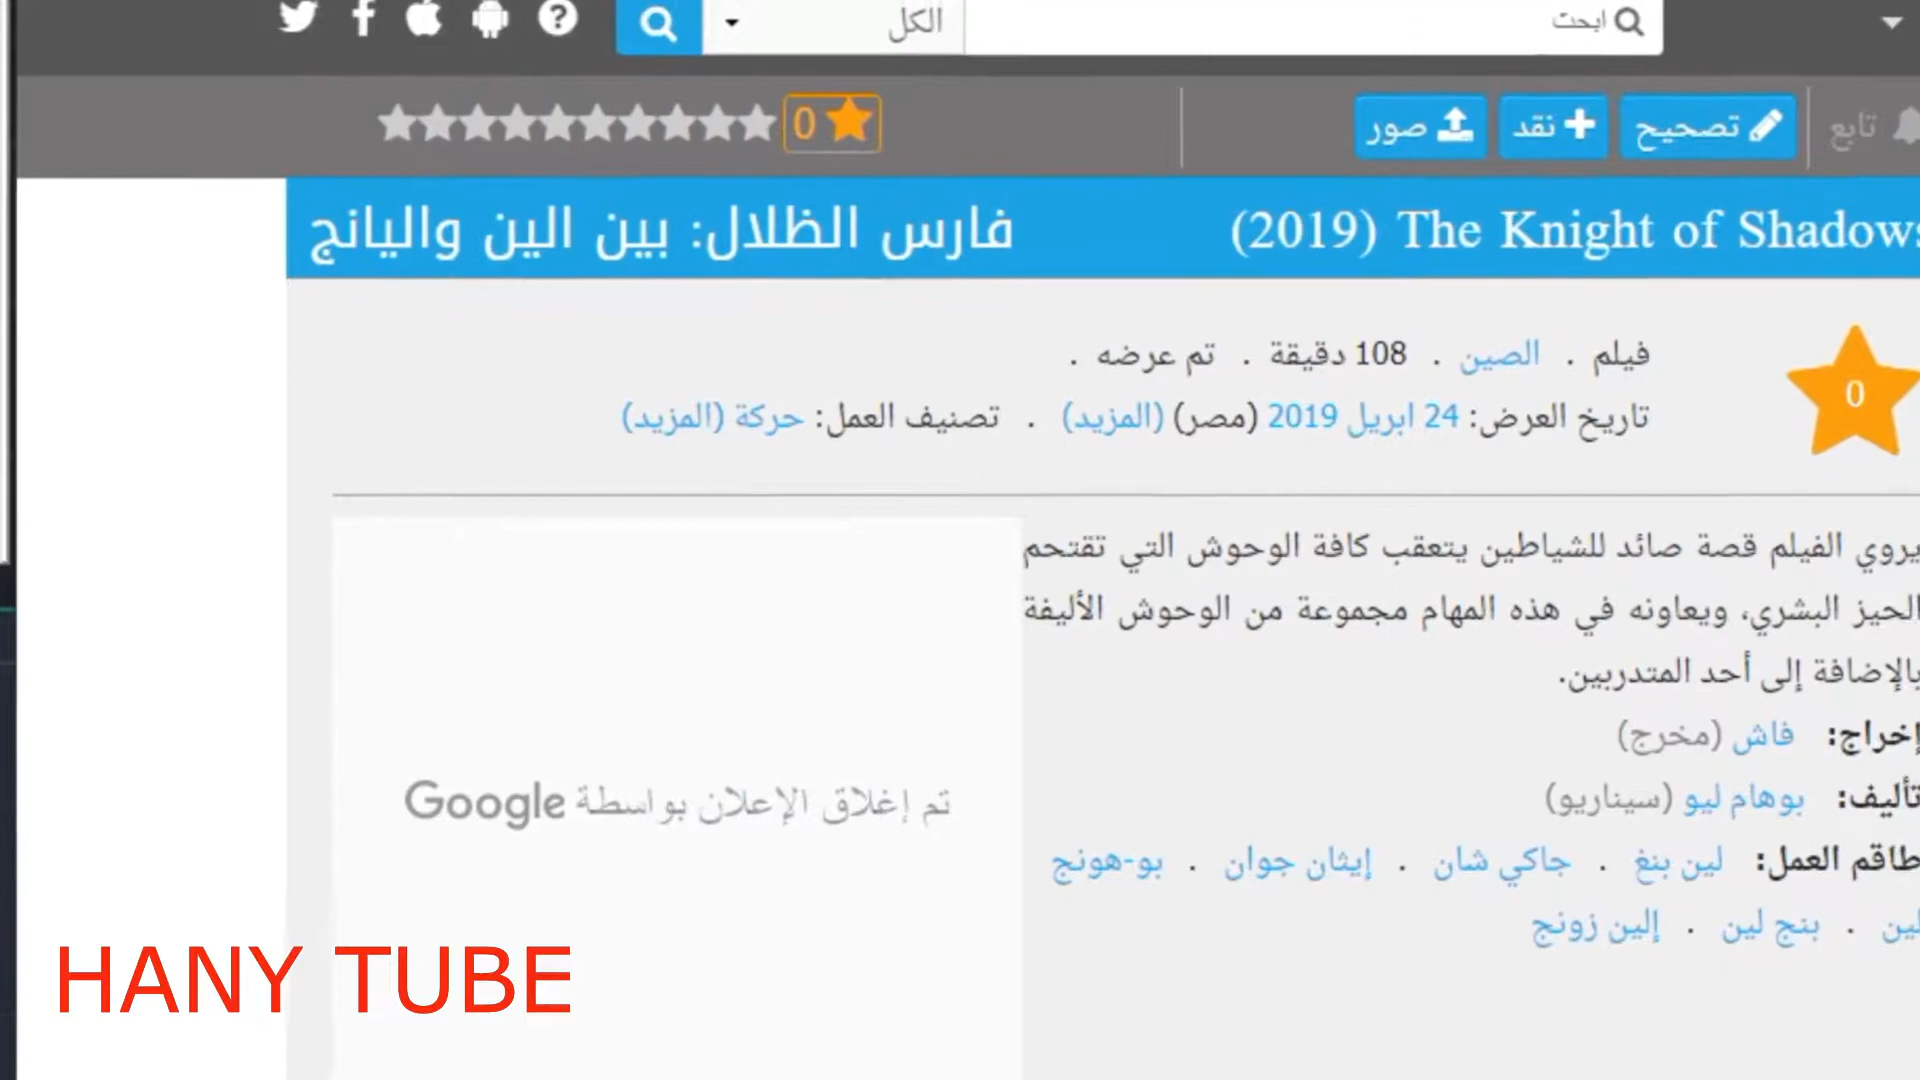 ابحث الكل
تابع تصحيح نقد صور 0
(2019) The Knight of Shadows فارس الظلال: بين الين واليانج
0
فيلم . الصين . 108 دقيقة . تم عرضه .
تاريخ العرض: 24 ابريل 2019 (مصر) (المزيد) . تصنيف العمل: حركة (المزيد)
يروي الفيلم قصة صائد للشياطين يتعقب كافة الوحوش التي تقتحم
الحيز البشري، ويعاونه في هذه المهام مجموعة من الوحوش الأليفة
بالإضافة إلى أحد المتدربين.
إخراج: فاش (مخرج)
تأليف: بوهام ليو (سيناريو)
طاقم العمل: لين بنغ . جاكي شان . إيثان جوان . بو-هونج
لين . بنج لين . إلين زونج
تم إغلاق الإعلان بواسطة Google
HANY TUBE